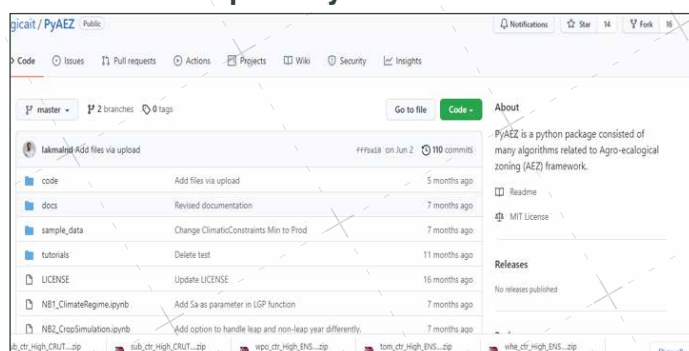 gicait / PyAEZ Public
Notifications Star 14 Fork 16
Code Issues Pull requests Actions Projects Wiki Security Insights
master 2 branches 0 tags Go to file Code
About
PyAEZ is a python package consisted of
many algorithms related to Agro-ecalogical
zoning (AEZ) framework.
Readme
MIT License
Releases
No releases published
lakmalnd Add files via upload on Jun 2 110 commits
code Add files via upload 5 months ago
docs Revised documentation 7 months ago
sample_data Change ClimaticConstraints Min to Prod 7 months ago
tutorials Delete test 11 months ago
LICENSE Update LICENSE 16 months ago
NB1_ClimateRegime.ipynb Add Sa as parameter in LGP function 7 months ago
NB2_CropSimulation.ipynb Add option to handle leap and non-leap year differently. 7 months ago
ub_ctr_High_CRUT...zip sub_ctr_High_CRUT...zip wpo_ctr_High_ENS...zip tom_ctr_High_ENS...zip whe_ctr_High_ENS...zip